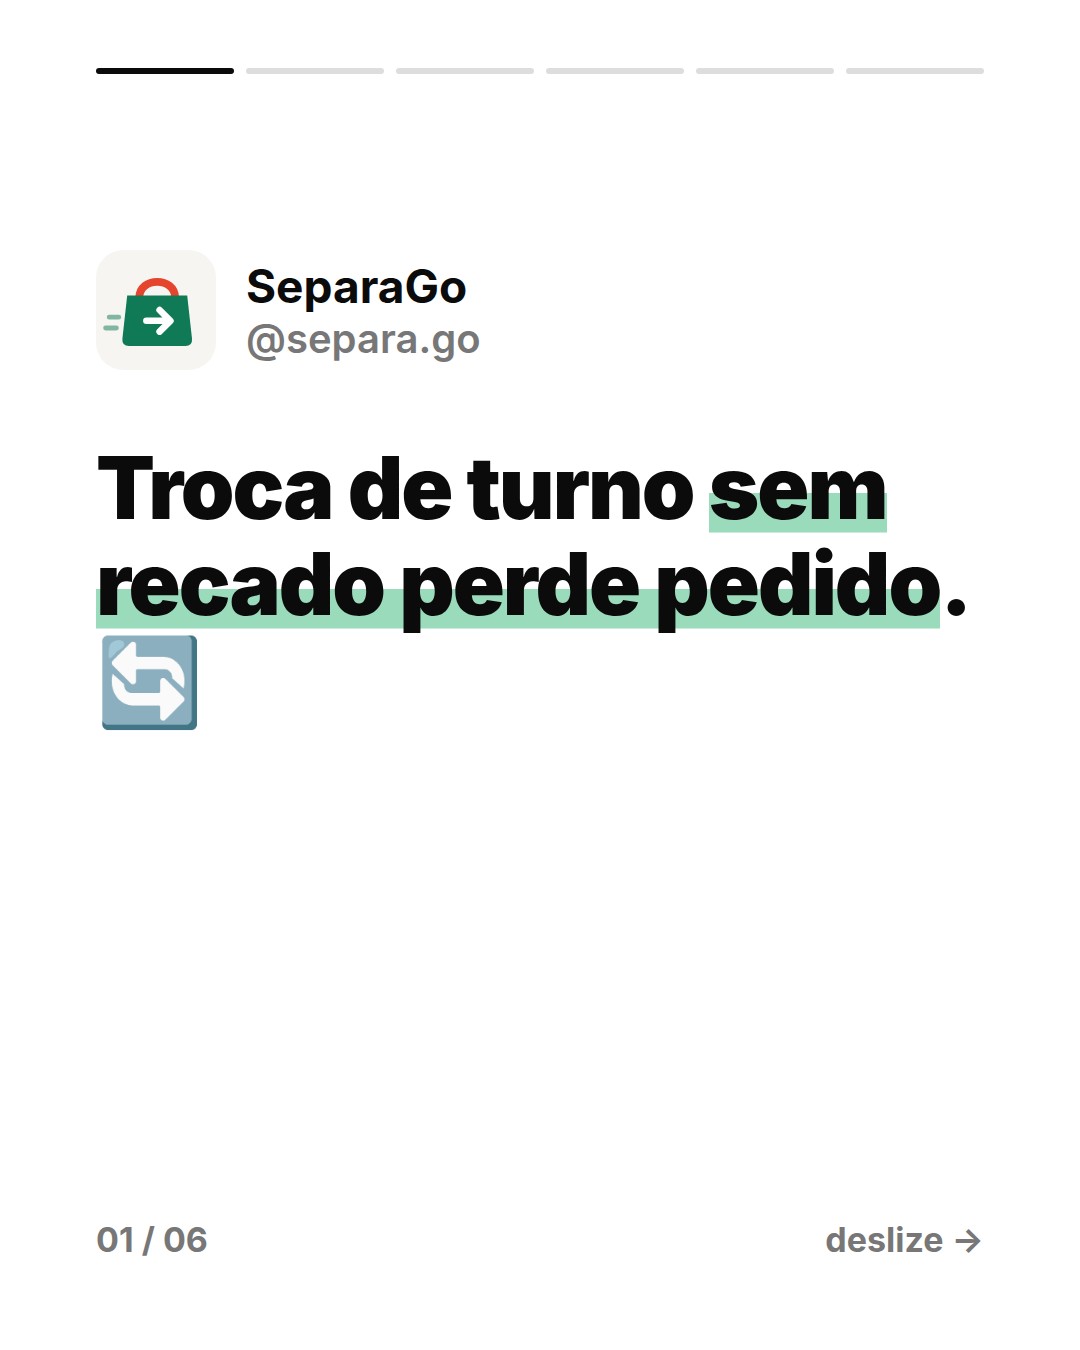 SeparaGo
@separa.go
Troca de turno sem
recado perde pedido.
🔄
01 / 06
deslize →